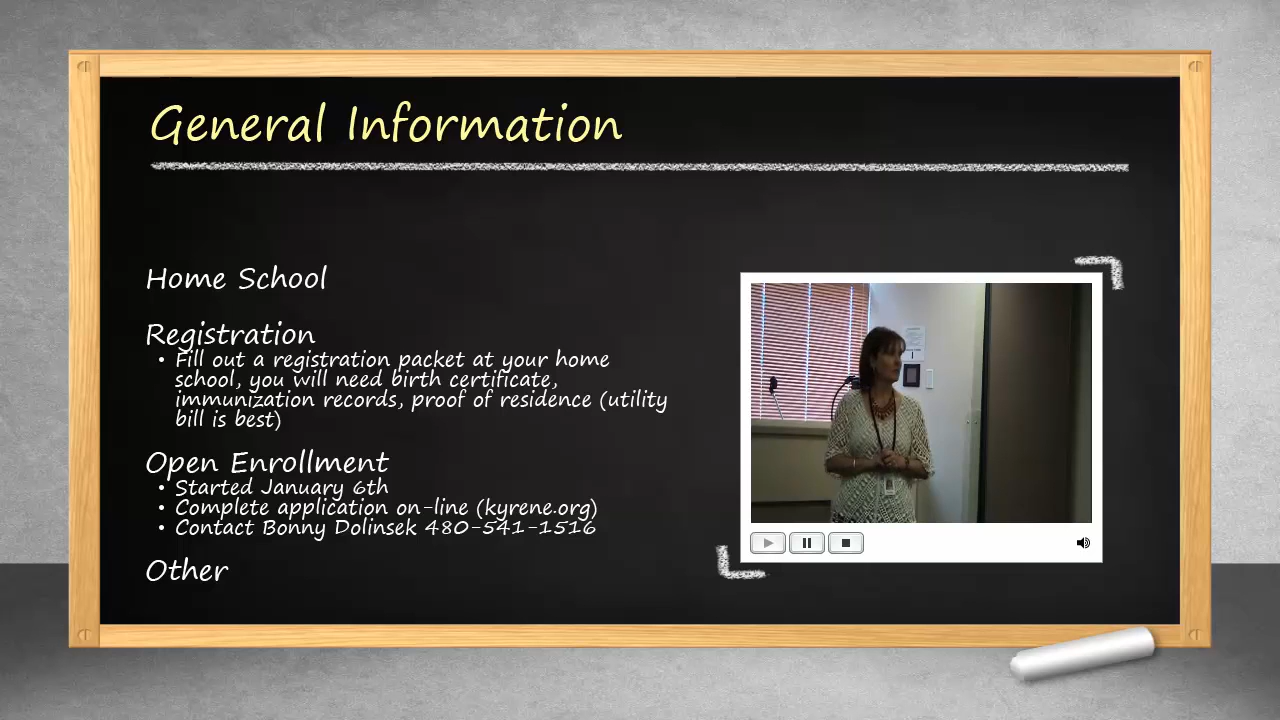 General Information
Home School
Registration
• Fill out a registration packet at your home
school, you will need birth certificate,
immunization records, proof of residence (utility
bill is best)
Open Enrollment
• Started January 6th
• Complete application on-line (kyrene.org)
• Contact Bonny Dolinsek 480-541-1516
Other